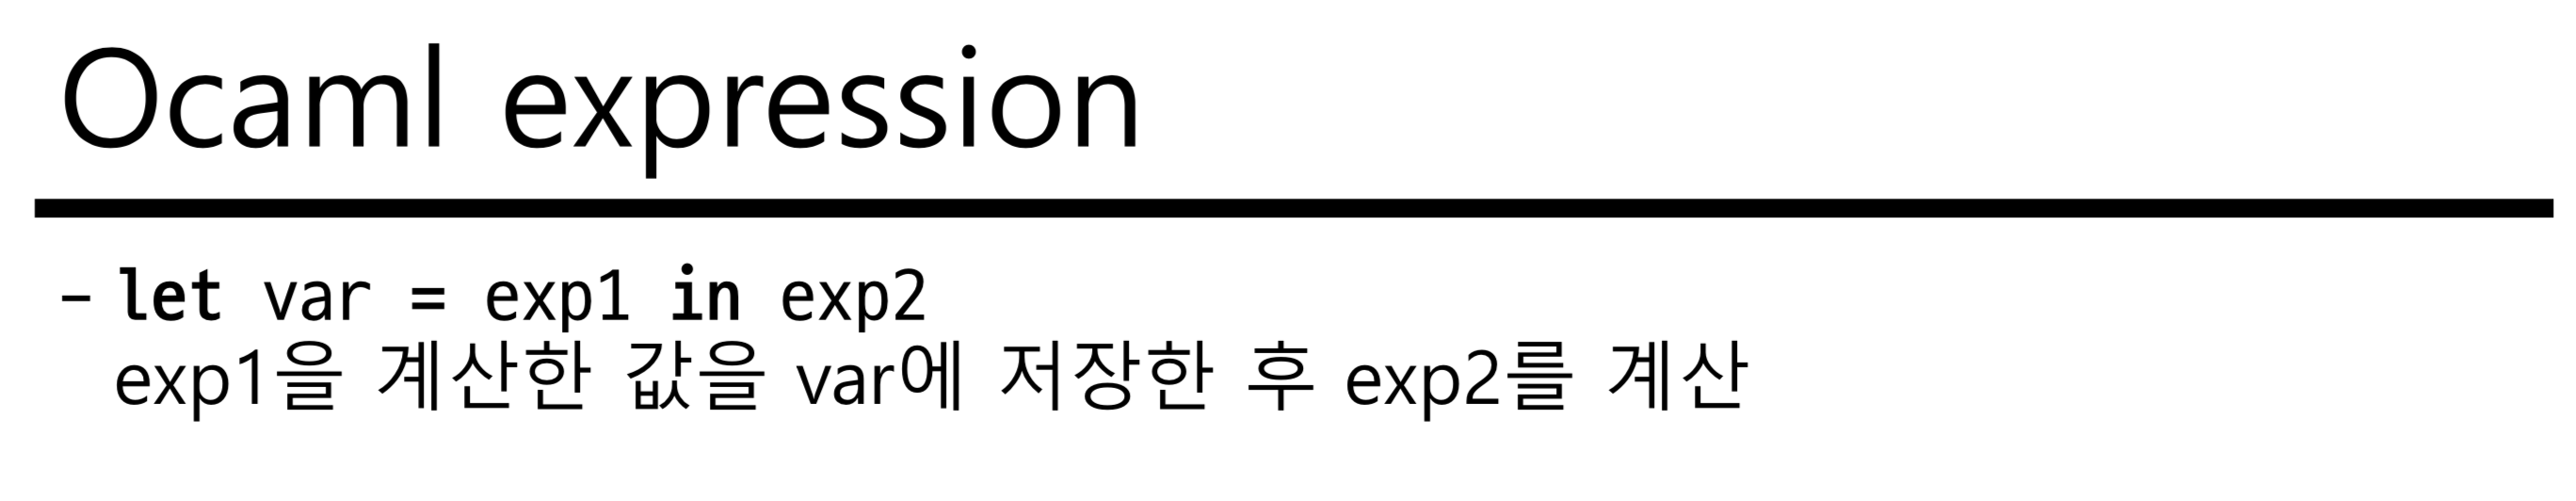 Ocaml expression
– let var = exp1 in exp2
exp1을 계산한 값을 var에 저장한 후 exp2를 계산